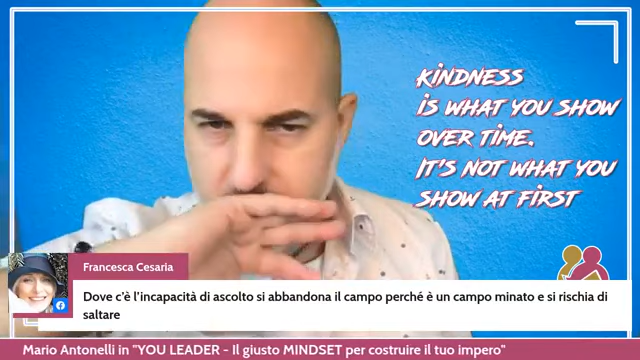 KINDNESS
IS WHAT YOU SHOW
OVER TIME.
IT'S NOT WHAT YOU
SHOW AT FIRST
Francesca Cesaria
Dove c'è l'incapacità di ascolto si abbandona il campo perché è un campo minato e si rischia di
saltare
Mario Antonelli in "YOU LEADER - Il giusto MINDSET per costruire il tuo impero"